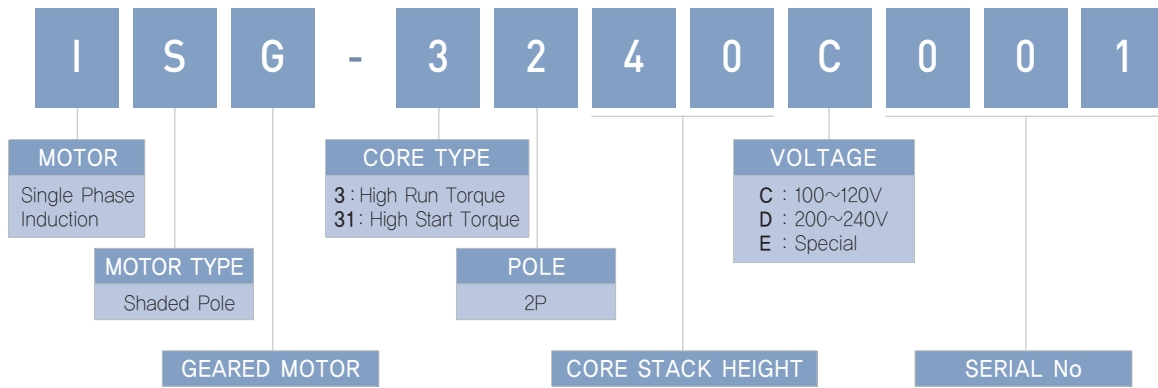 I S G - 3 2 4 0 C 0 0 1
MOTOR
Single Phase
Induction
CORE TYPE
3 : High Run Torque
31 : High Start Torque
VOLTAGE
C : 100~120V
D : 200~240V
E : Special
MOTOR TYPE
Shaded Pole
POLE
2P
GEARED MOTOR
CORE STACK HEIGHT
SERIAL No